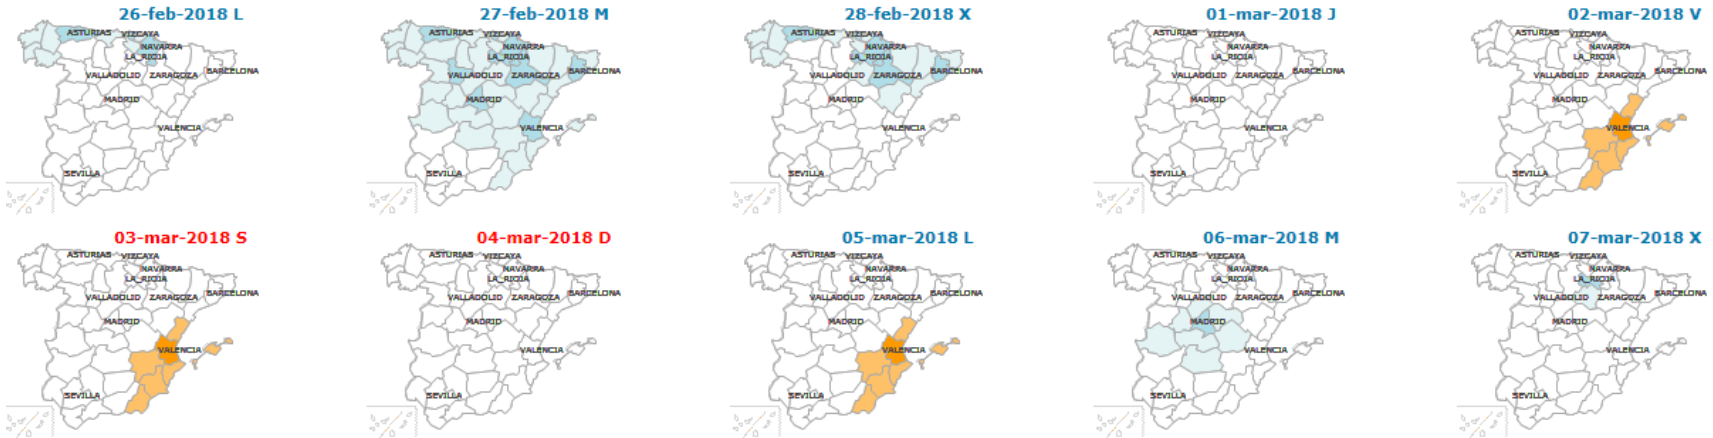 26-feb-2018 L
ASTURIAS VIZCAYA
NAVARRA
LA_RIOJA
VALLADOLID ZARAGOZA BARCELONA
MADRID
VALENCIA
SEVILLA
27-feb-2018 M
ASTURIAS VIZCAYA
NAVARRA
LA_RIOJA
VALLADOLID ZARAGOZA BARCELONA
MADRID
VALENCIA
SEVILLA
28-feb-2018 X
ASTURIAS VIZCAYA
NAVARRA
LA_RIOJA
VALLADOLID ZARAGOZA BARCELONA
MADRID
VALENCIA
SEVILLA
01-mar-2018 J
ASTURIAS VIZCAYA
NAVARRA
LA_RIOJA
VALLADOLID ZARAGOZA BARCELONA
MADRID
VALENCIA
SEVILLA
02-mar-2018 V
ASTURIAS VIZCAYA
NAVARRA
LA_RIOJA
VALLADOLID ZARAGOZA BARCELONA
MADRID
VALENCIA
SEVILLA
03-mar-2018 S
ASTURIAS VIZCAYA
NAVARRA
LA_RIOJA
VALLADOLID ZARAGOZA BARCELONA
MADRID
VALENCIA
SEVILLA
04-mar-2018 D
ASTURIAS VIZCAYA
NAVARRA
LA_RIOJA
VALLADOLID ZARAGOZA BARCELONA
MADRID
VALENCIA
SEVILLA
05-mar-2018 L
ASTURIAS VIZCAYA
NAVARRA
LA_RIOJA
VALLADOLID ZARAGOZA BARCELONA
MADRID
VALENCIA
SEVILLA
06-mar-2018 M
ASTURIAS VIZCAYA
NAVARRA
LA_RIOJA
VALLADOLID ZARAGOZA BARCELONA
MADRID
VALENCIA
SEVILLA
07-mar-2018 X
ASTURIAS VIZCAYA
NAVARRA
LA_RIOJA
VALLADOLID ZARAGOZA BARCELONA
MADRID
VALENCIA
SEVILLA